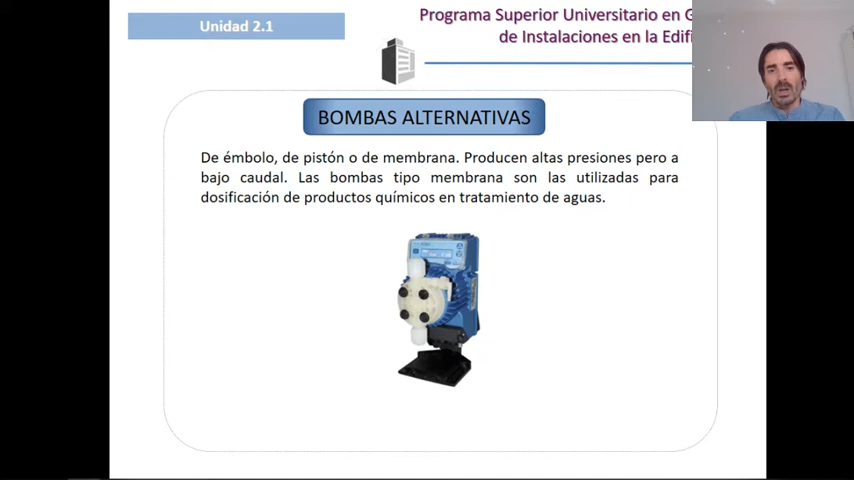 Unidad 2.1
Programa Superior Universitario en G
de Instalaciones en la Edifi
BOMBAS ALTERNATIVAS
De émbolo, de pistón o de membrana. Producen altas presiones pero a
bajo caudal. Las bombas tipo membrana son las utilizadas para
dosificación de productos químicos en tratamiento de aguas.